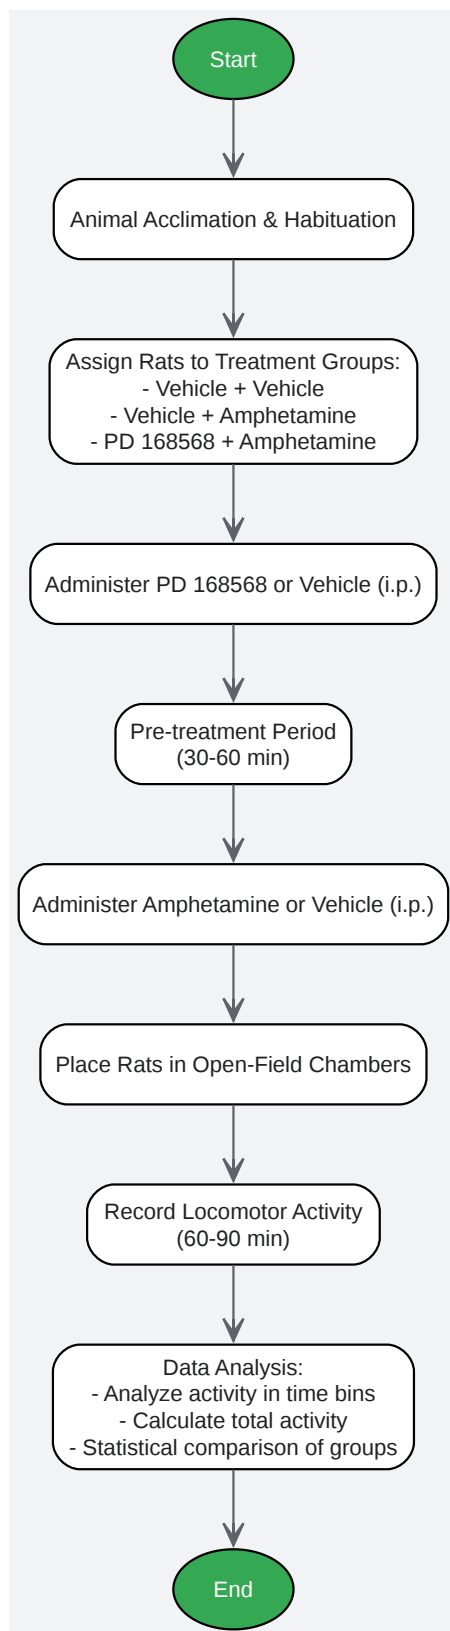 Start
Animal Acclimation & Habituation
Assign Rats to Treatment Groups:
- Vehicle + Vehicle
- Vehicle + Amphetamine
- PD 168568 + Amphetamine
Administer PD 168568 or Vehicle (i.p.)
Pre-treatment Period
(30-60 min)
Administer Amphetamine or Vehicle (i.p.)
Place Rats in Open-Field Chambers
Record Locomotor Activity
(60-90 min)
Data Analysis:
- Analyze activity in time bins
- Calculate total activity
- Statistical comparison of groups
End